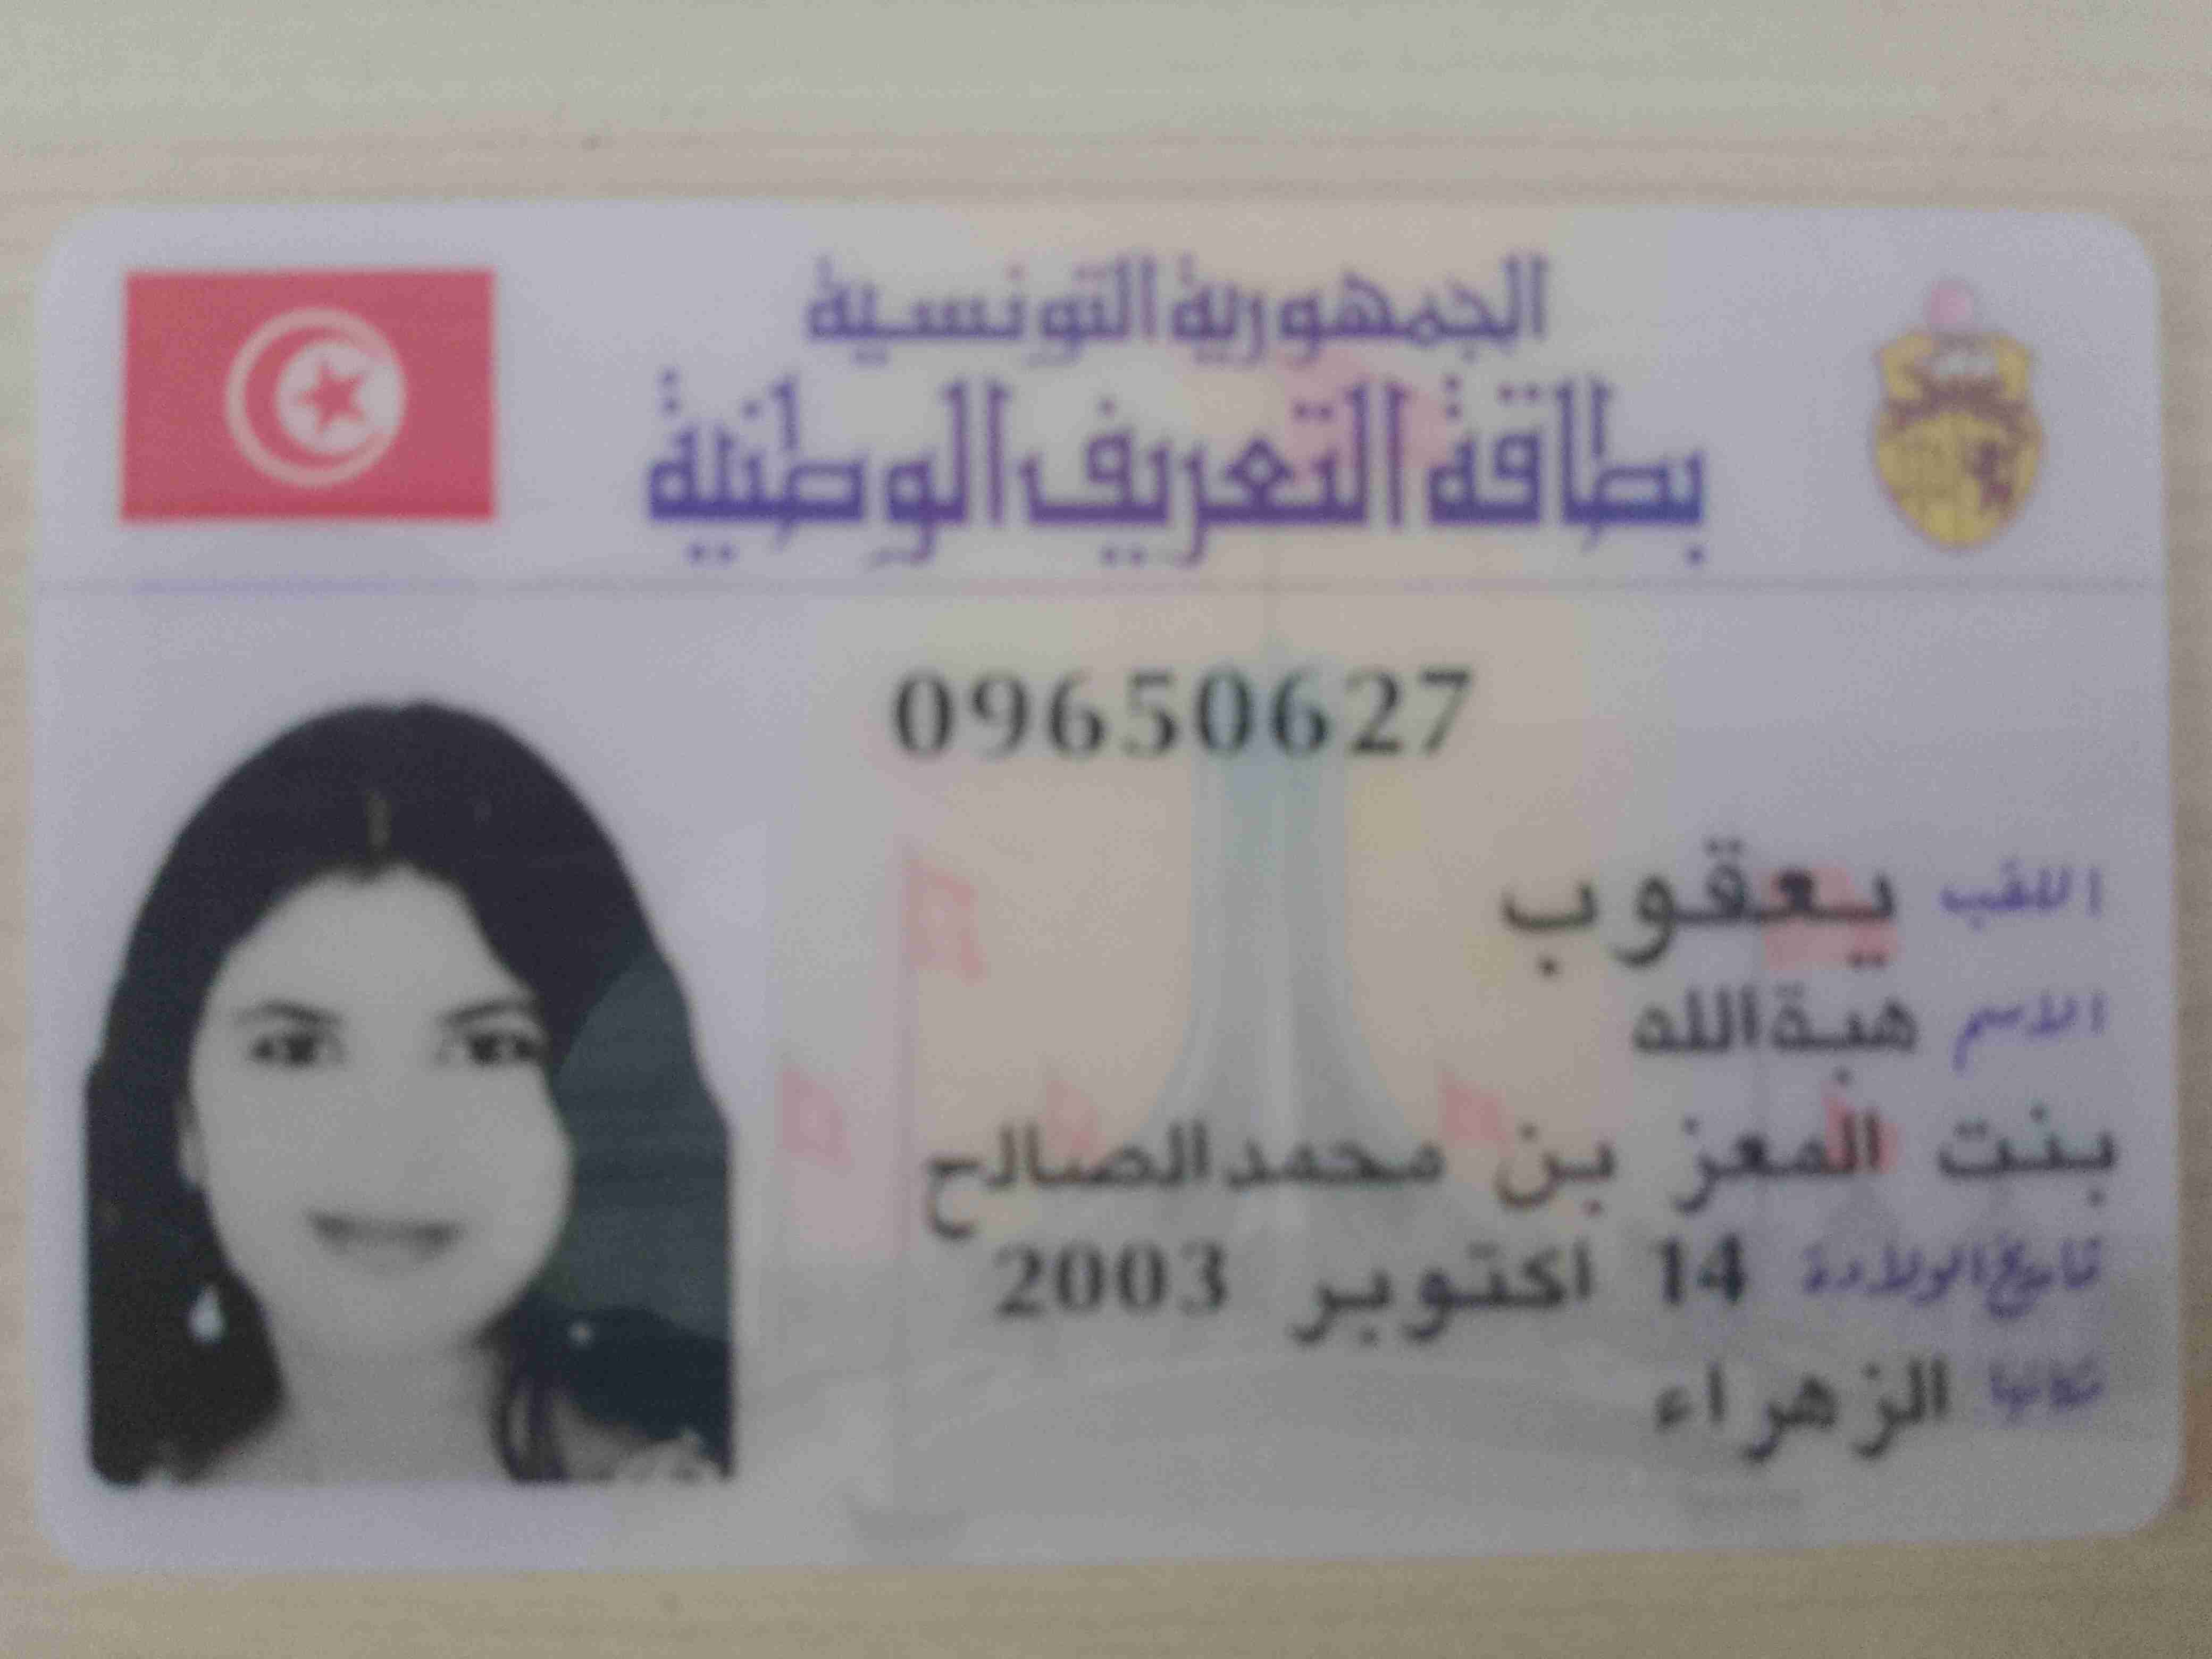 الجمهورية التونسية
بطاقة التعريف الوطنية
09650627
اللقب يعقوب
الاسم هبة الله
بنت المعز بن محمد الصالح
تاريخ الولادة 14 اكتوبر 2003
مكانها الزهراء